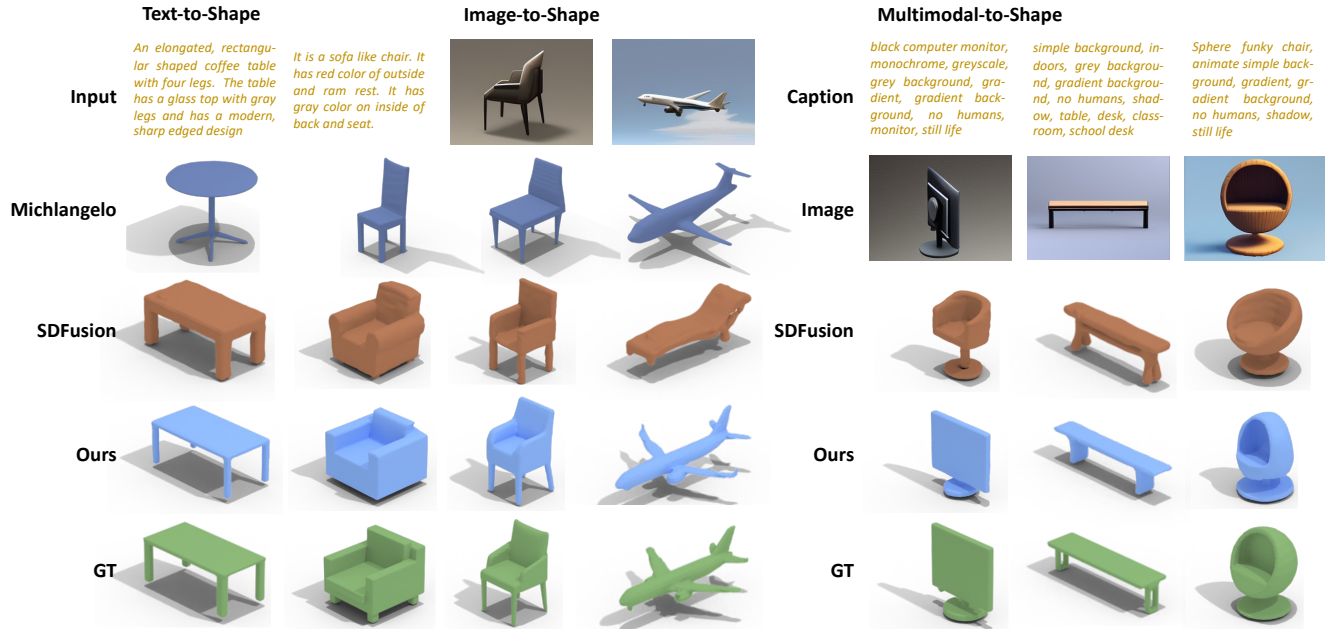 Text-to-Shape
Image-to-Shape
Multimodal-to-Shape
Input
An elongated, rectangu-
lar shaped coffee table
with four legs. The table
has a glass top with gray
legs and has a modern,
sharp edged design
It is a sofa like chair. It
has red color of outside
and ram rest. It has
gray color on inside of
back and seat.
Caption
black computer monitor,
monochrome, greyscale,
grey background, gra-
dient, gradient back-
ground, no humans,
monitor, still life
simple background, in-
doors, grey backgrou-
nd, gradient backgrou-
nd, no humans, shad-
ow, table, desk, class-
room, school desk
Sphere funky chair,
animate simple back-
ground, gradient, gr-
adient background,
no humans, shadow,
still life
Michlangelo
Image
SDFusion
SDFusion
Ours
Ours
GT
GT